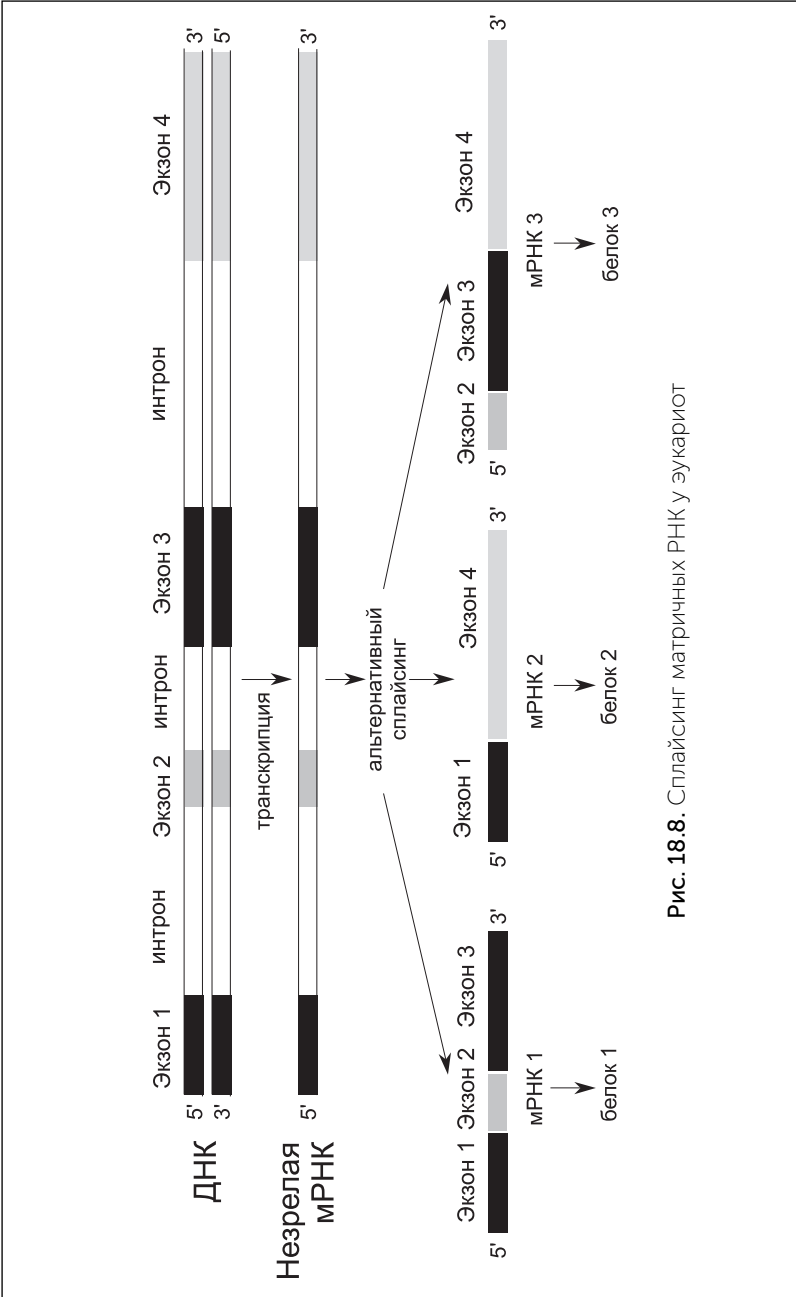 Экзон 1 интрон Экзон 2 интрон Экзон 3 интрон Экзон 4
ДНК 5' 3'
3' 5'
транскрипция
Незрелая
мРНК 5' 3'
альтернативный
сплайсинг
Экзон 1 Экзон 2 Экзон 3
5' 3'
мРНК 1
белок 1
Экзон 1 Экзон 4
5' 3'
мРНК 2
белок 2
Экзон 2 Экзон 3 Экзон 4
5' 3'
мРНК 3
белок 3
Рис. 18.8. Сплайсинг матричных РНК у эукариот